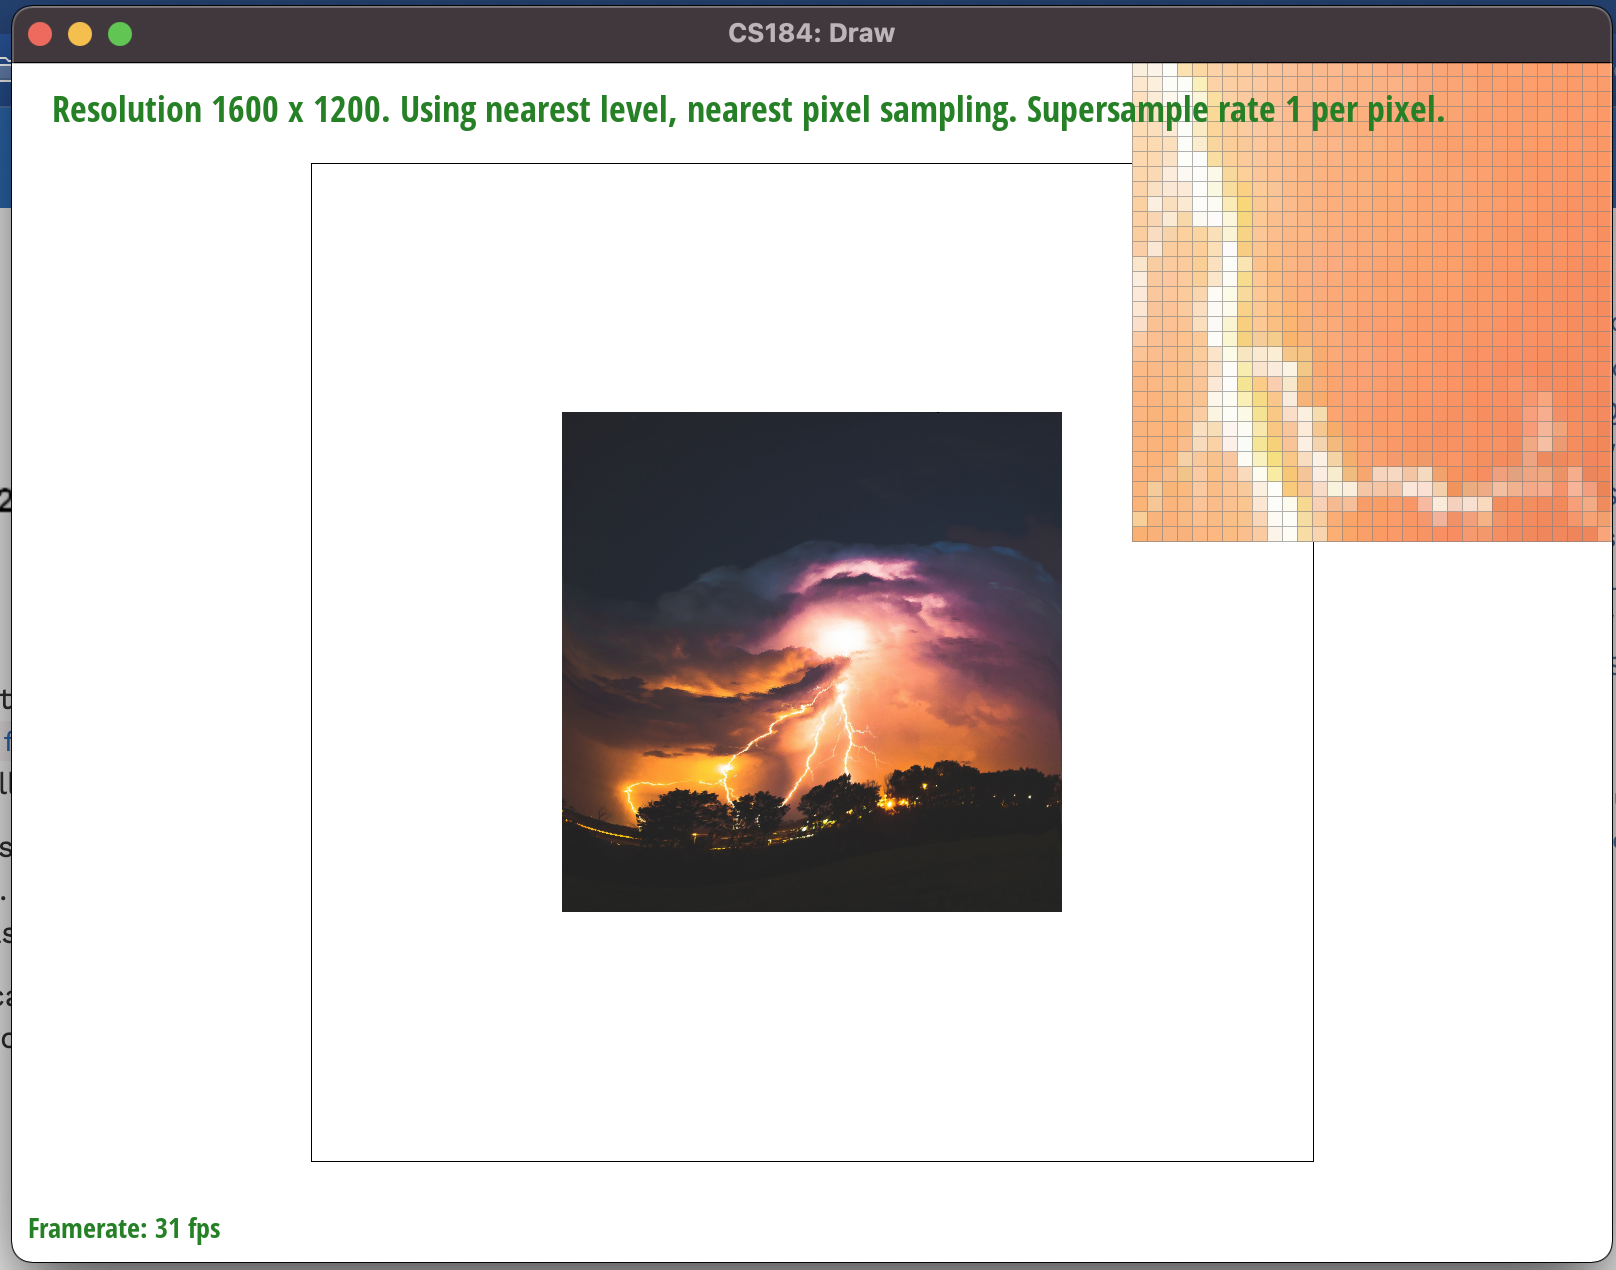 CS184: Draw
Resolution 1600 x 1200. Using nearest level, nearest pixel sampling. Supersample rate 1 per pixel.
Framerate: 31 fps